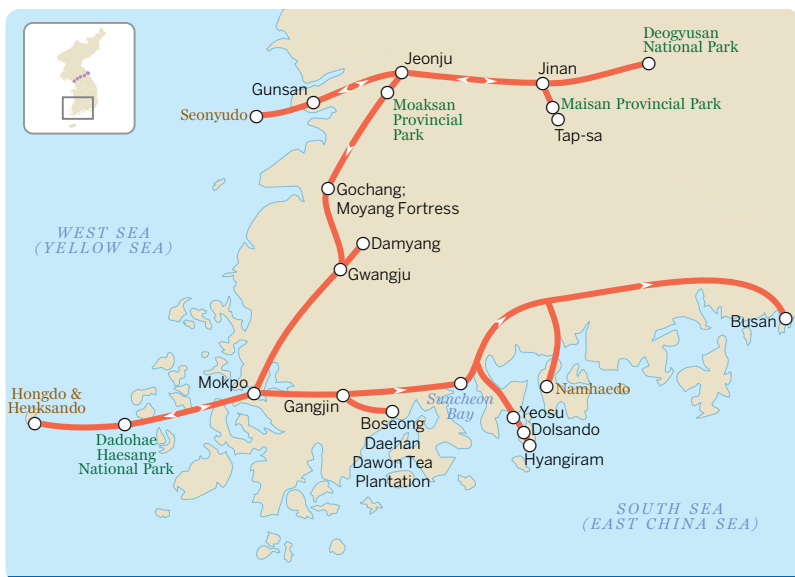 Deogyusan
National Park
Jeonju
Jinan
Gunsan
Seonyudo
Moaksan
Provincial
Park
Maisan Provincial Park
Tap-sa
Gochang;
Moyang Fortress
WEST SEA
(YELLOW SEA)
Damyang
Gwangju
Busan
Mokpo
Hongdo &
Heuksando
Gangjin
Suncheon
Bay
Namhaedo
Boseong
Daehan
Dawon Tea
Plantation
Yeosu
Dolsando
Hyangiram
Dadohae
Haesang
National Park
SOUTH SEA
(EAST CHINA SEA)